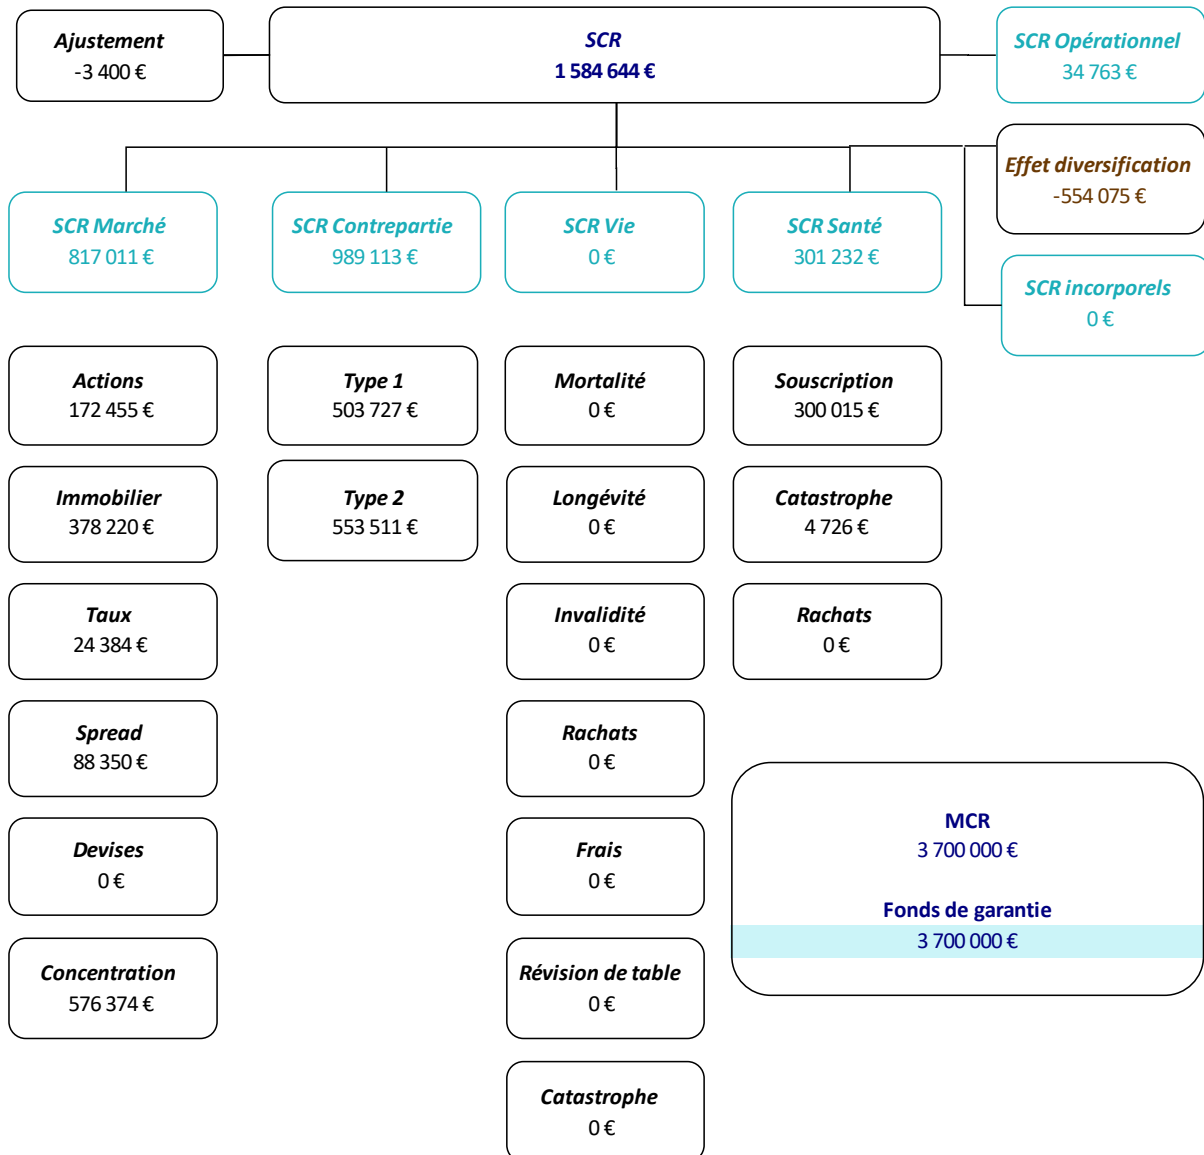 Ajustement
-3 400 €
SCR
1 584 644 €
SCR Opérationnel
34 763 €
Effet diversification
-554 075 €
SCR Marché
817 011 €
SCR Contrepartie
989 113 €
SCR Vie
0 €
SCR Santé
301 232 €
SCR incorporels
0 €
Actions
172 455 €
Type 1
503 727 €
Mortalité
0 €
Souscription
300 015 €
Immobilier
378 220 €
Type 2
553 511 €
Longévité
0 €
Catastrophe
4 726 €
Taux
24 384 €
Invalidité
0 €
Rachats
0 €
Spread
88 350 €
Rachats
0 €
Devises
0 €
Frais
0 €
MCR
3 700 000 €
Fonds de garantie
3 700 000 €
Concentration
576 374 €
Révision de table
0 €
Catastrophe
0 €